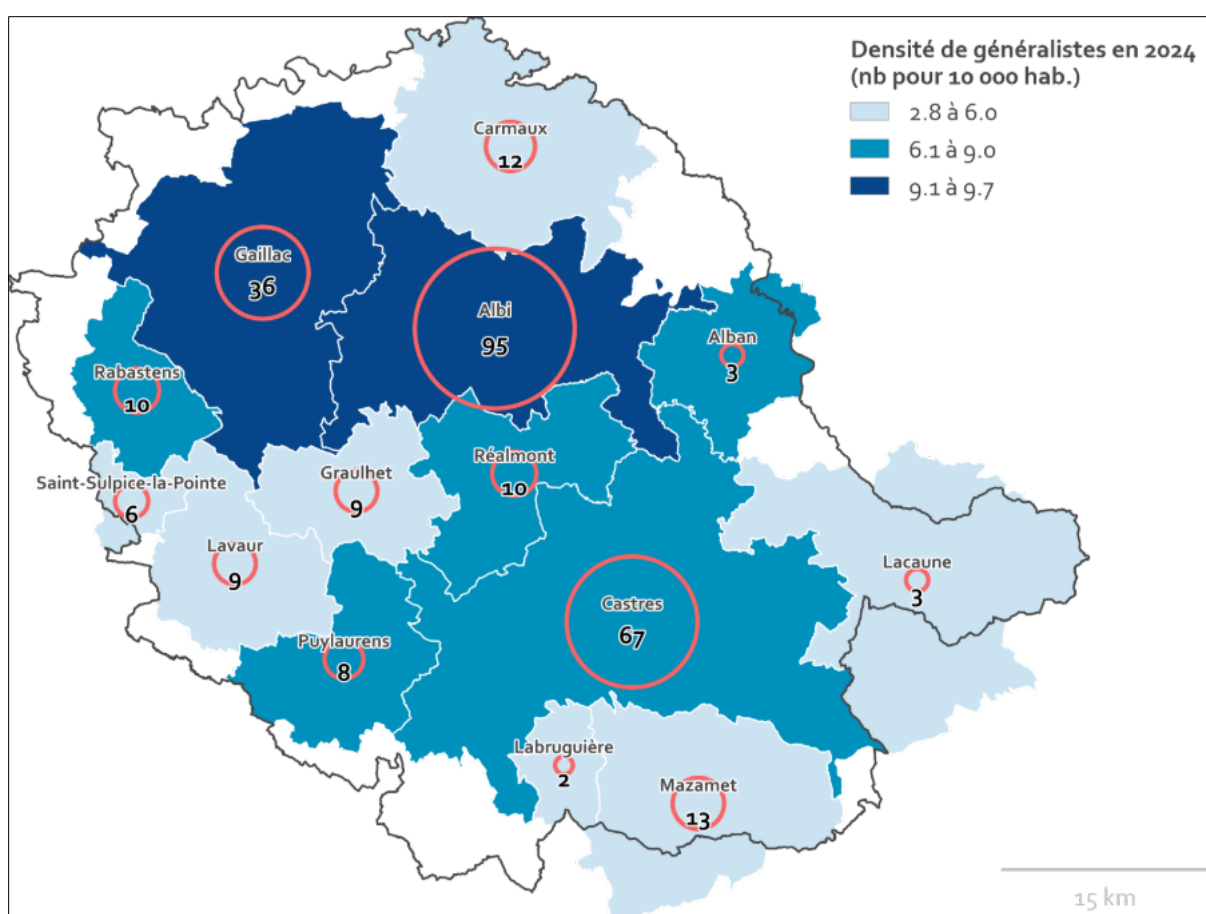 Densité de généralistes en 2024
(nb pour 10 000 hab.)
2.8 à 6.0
6.1 à 9.0
9.1 à 9.7
Carmaux
12
Gaillac
36
Albi
95
Alban
3
Rabastens
10
Réalmont
10
Graulhet
9
Saint-Sulpice-la-Pointe
6
Lavaur
9
Lacaune
3
Castres
67
Puylaurens
8
Labruguière
2
Mazamet
13
15 km